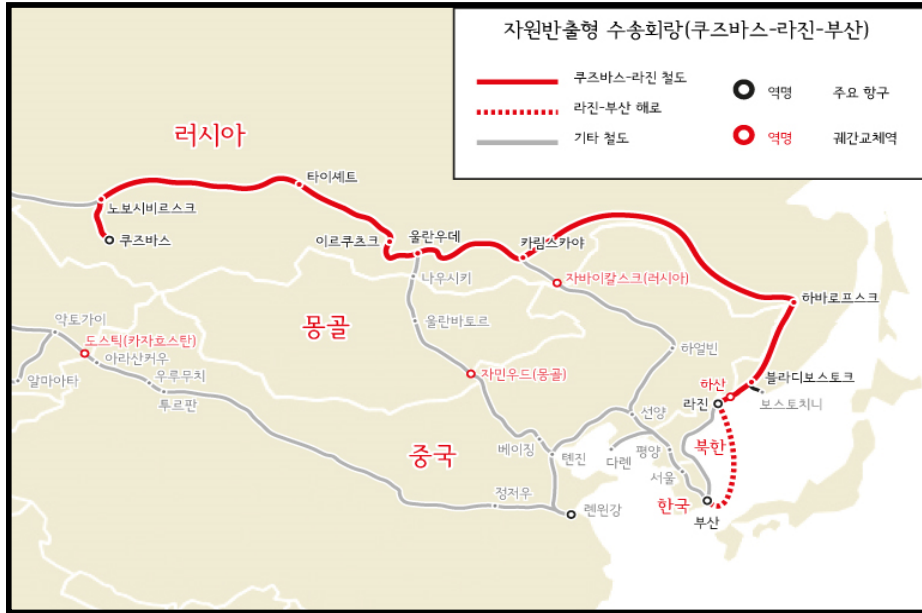 자원반출형 수송회랑(쿠즈바스-라진-부산)
쿠즈바스-라진 철도
역명 주요 항구
라진-부산 해로
기타 철도
역명 궤간교체역
러시아
타이셰트
노보시비르스크
쿠즈바스
이르쿠츠크
울란우데
카림스카야
나우시키
자바이칼스크(러시아)
하바로프스크
몽골
울란바토르
악토가이
도스틱(카자흐스탄)
아라산커우
알마아타
우루무치
투르판
자민우드(몽골)
하얼빈
하산
블라디보스토크
라진
보스토치니
선양
중국
베이징
톈진
다롄
평양
북한
서울
정저우
롄윈강
한국
부산